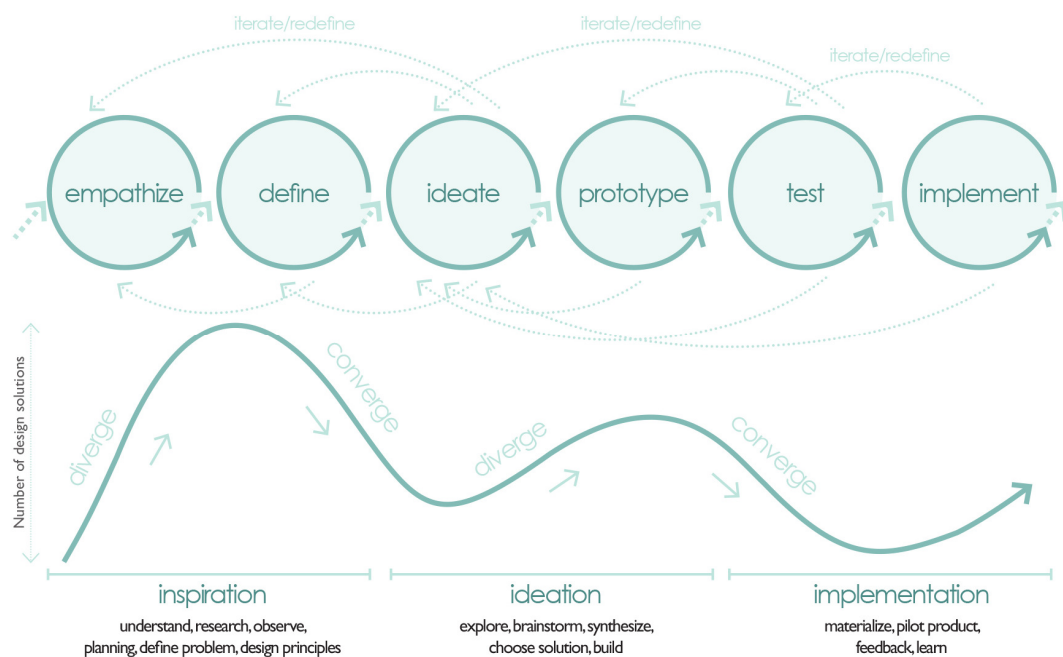 iterate/redefine
iterate/redefine
iterate/redefine
empathize
define
ideate
prototype
test
implement
Number of design solutions
diverge
converge
diverge
converge
inspiration
understand, research, observe,
planning, define problem, design principles
ideation
explore, brainstorm, synthesize,
choose solution, build
implementation
materialize, pilot product,
feedback, learn